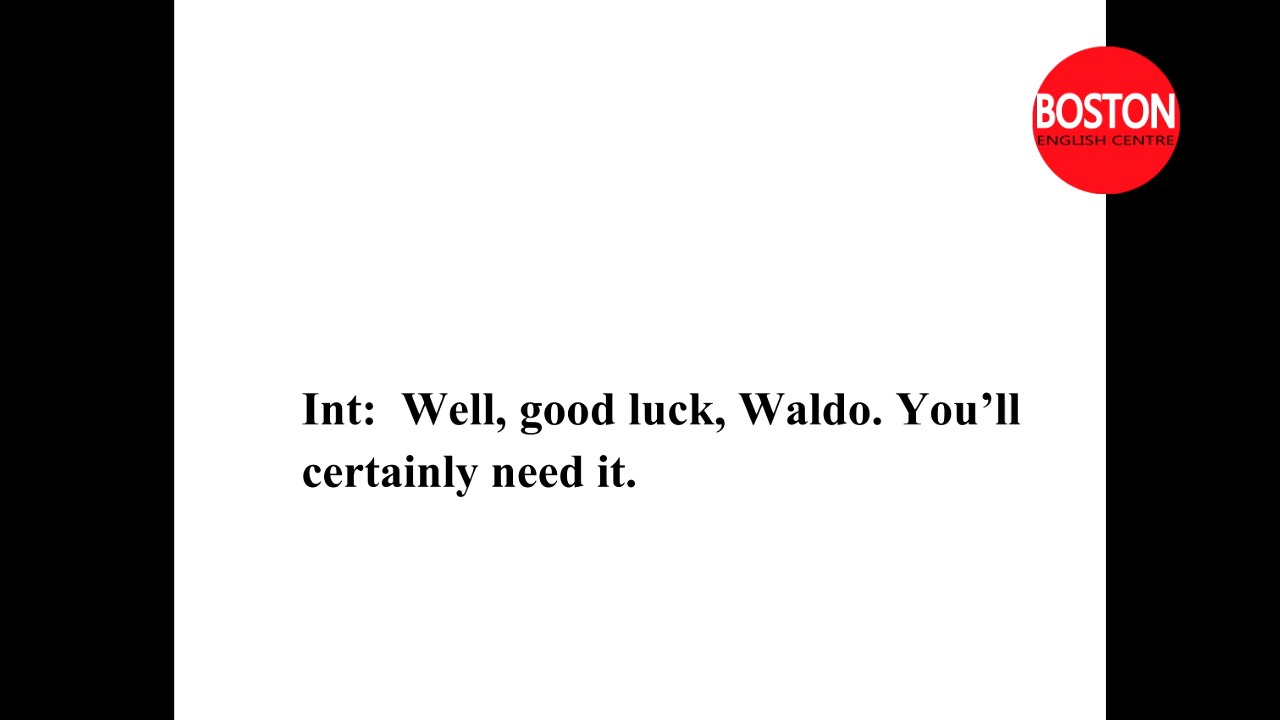 BOSTON
ENGLISH CENTRE
Int:  Well, good luck, Waldo. You’ll
certainly need it.